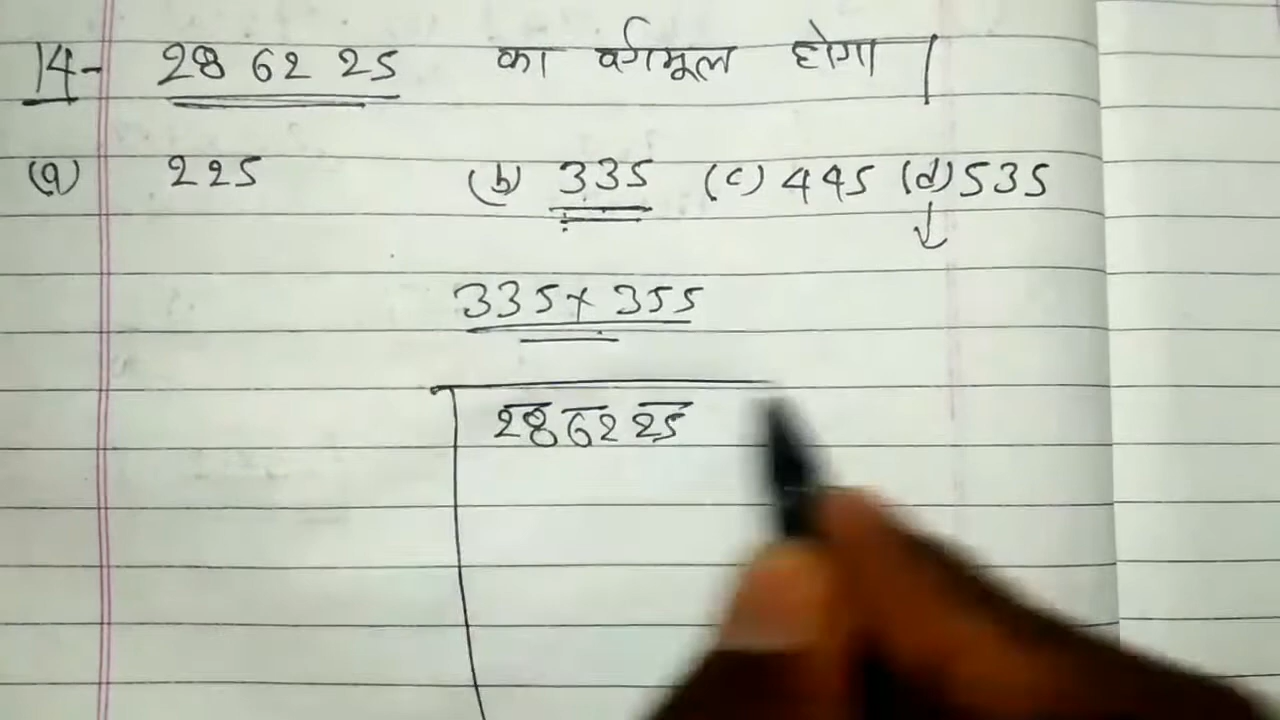 14- 28 62 25 का वर्गमूल होगा |
(a) 225 (b) 335 (c) 445 (d) 535
335 x 355
28 62 25